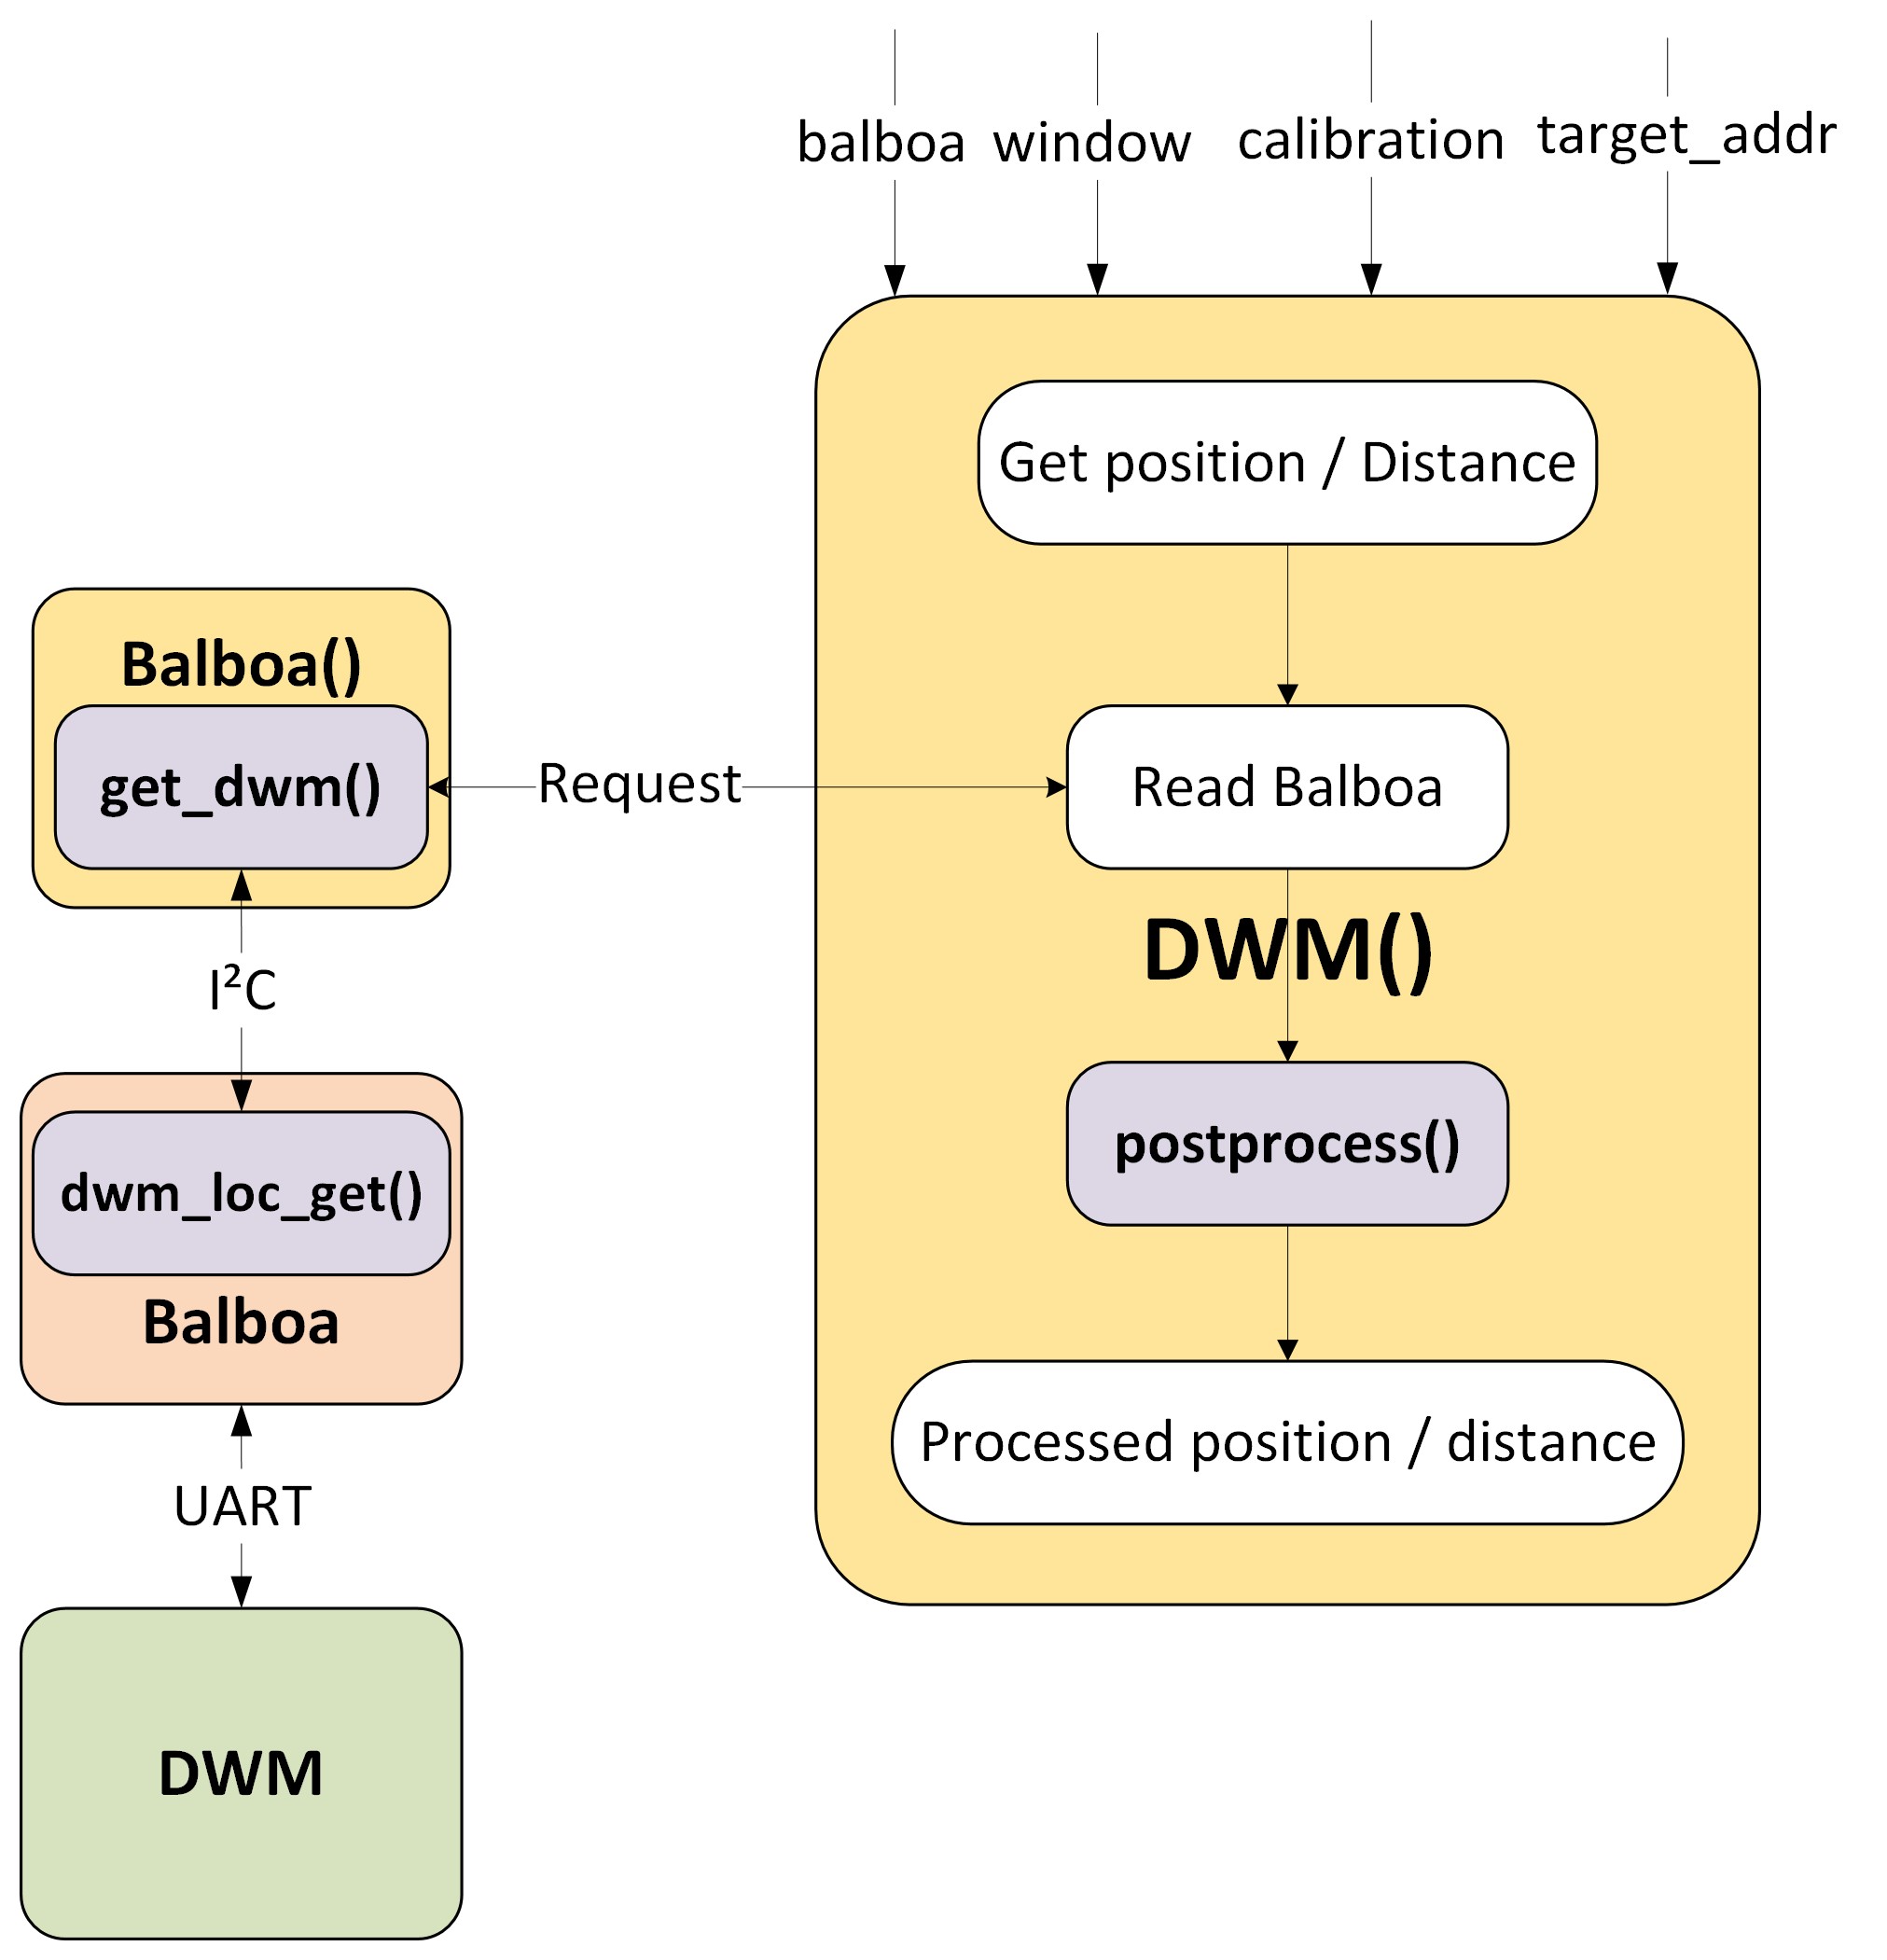 balboa
window
calibration
target_addr
Get position / Distance
Balboa()
get_dwm()
Request
Read Balboa
DWM()
I²C
postprocess()
dwm_loc_get()
Balboa
Processed position / distance
UART
DWM